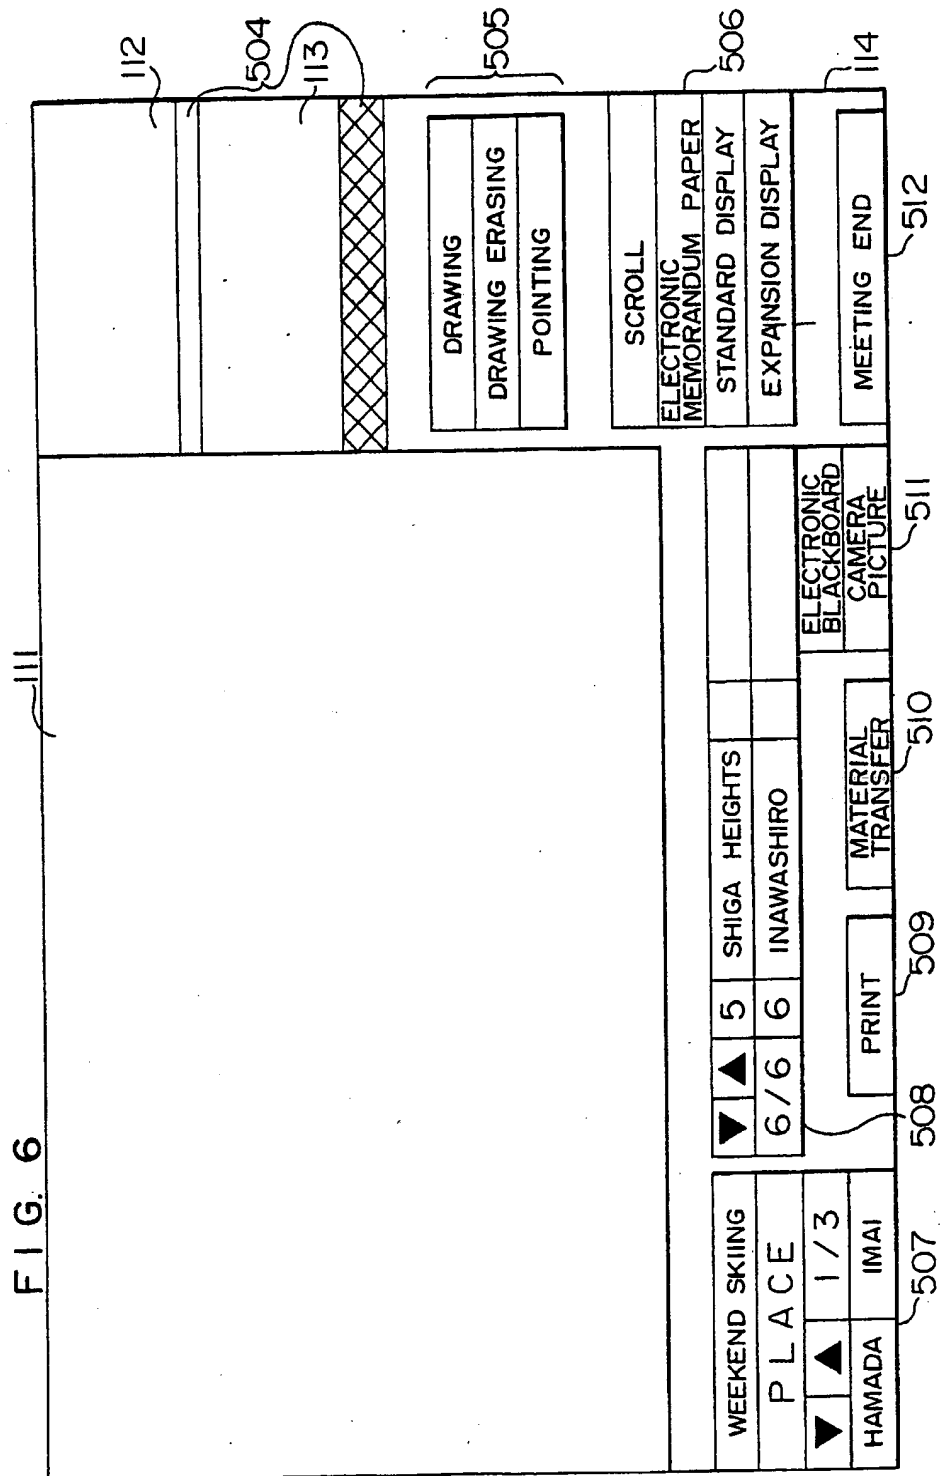 FIG. 6
111
112
504
113
505
DRAWING
DRAWING ERASING
POINTING
506
SCROLL
ELECTRONIC
MEMORANDUM PAPER
STANDARD DISPLAY
EXPANSION DISPLAY
114
MEETING END
512
WEEKEND SKIING
PLACE
▼ ▲ 1/3
HAMADA IMAI
507
▼ ▲ 5 SHIGA HEIGHTS
6/6 6 INAWASHIRO
508
PRINT
509
MATERIAL
TRANSFER
510
ELECTRONIC
BLACKBOARD
CAMERA
PICTURE
511